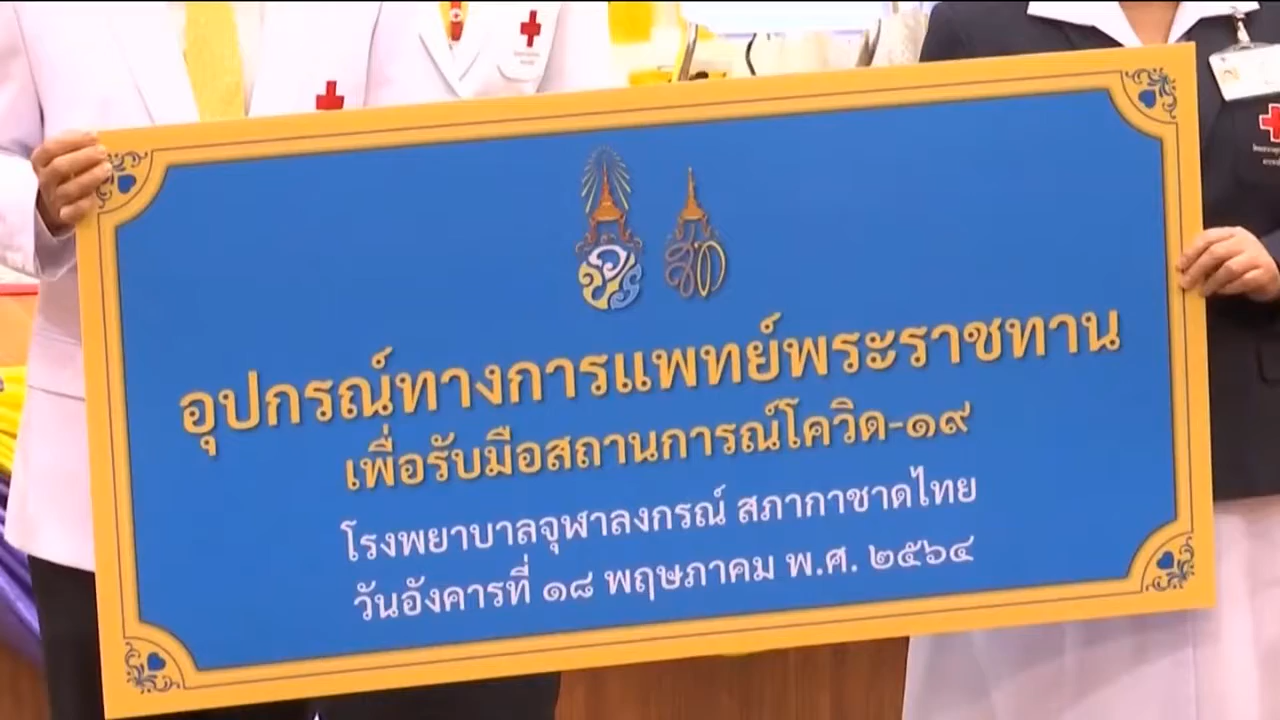 อุปกรณ์ทางการแพทย์พระราชทาน
เพื่อรับมือสถานการณ์โควิด-๑๙
โรงพยาบาลจุฬาลงกรณ์ สภากาชาดไทย
วันอังคารที่ ๑๘ พฤษภาคม พ.ศ. ๒๕๖๔